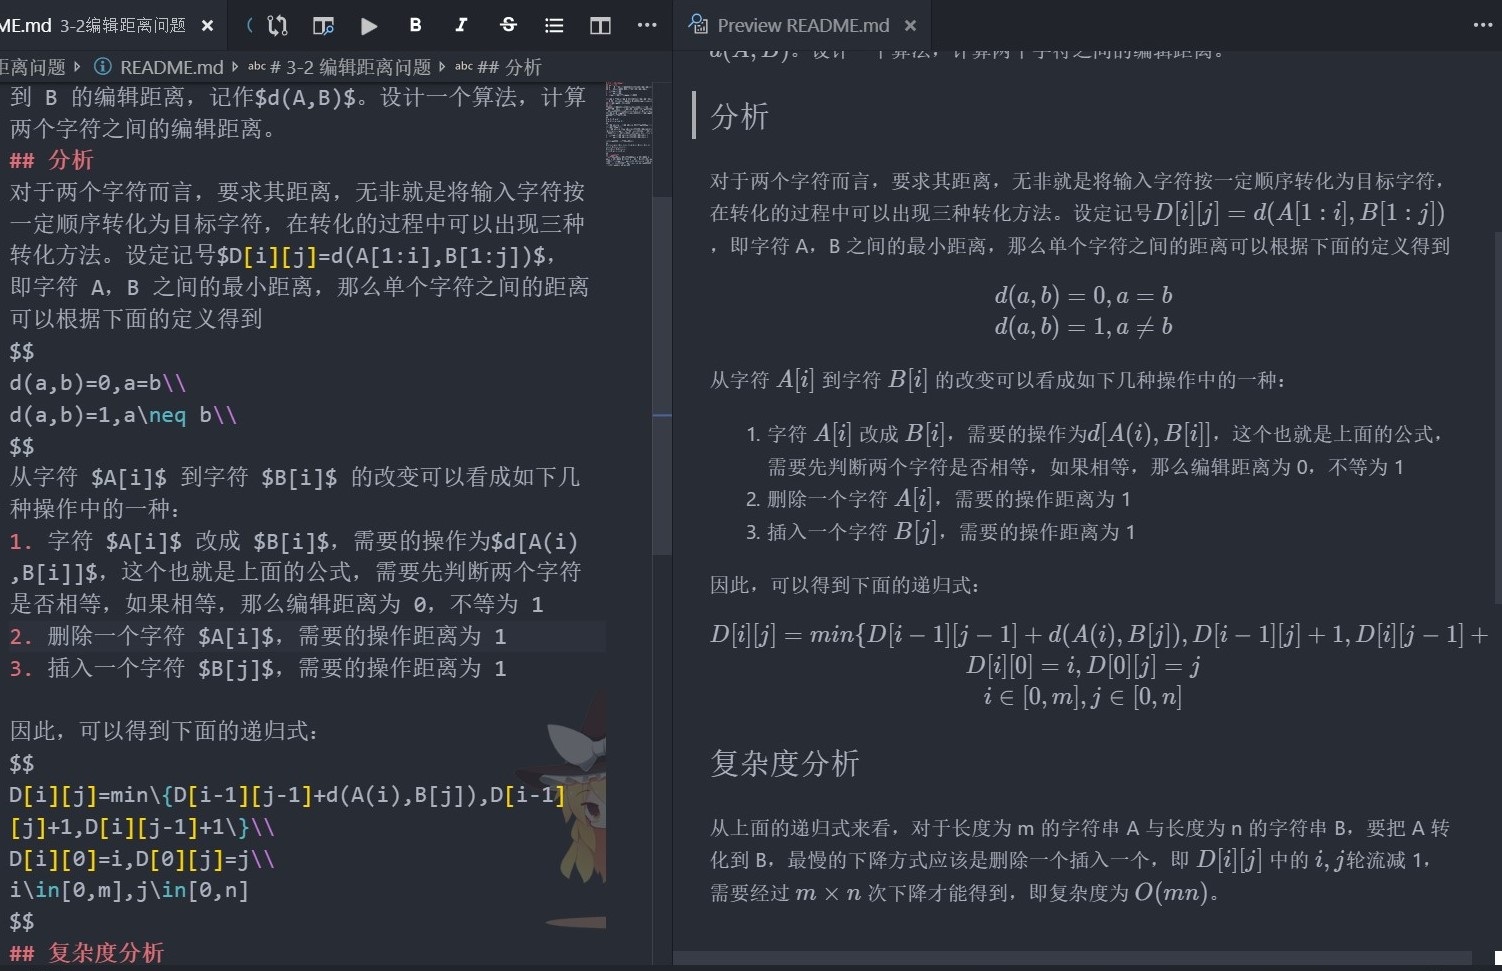 ME.md 3-2编辑距离问题
Preview README.md
距离问题 README.md # 3-2 编辑距离问题 ## 分析
到 B 的编辑距离，记作$d(A,B)$。设计一个算法，计算
两个字符之间的编辑距离。
## 分析
对于两个字符而言，要求其距离，无非就是将输入字符按
一定顺序转化为目标字符，在转化的过程中可以出现三种
转化方法。设定记号$D[i][j]=d(A[1:i],B[1:j])$，
即字符 A，B 之间的最小距离，那么单个字符之间的距离
可以根据下面的定义得到
$$
d(a,b)=0,a=b\\
d(a,b)=1,a\neq b\\
$$
从字符 $A[i]$ 到字符 $B[i]$ 的改变可以看成如下几
种操作中的一种：
1. 字符 $A[i]$ 改成 $B[i]$，需要的操作为$d[A(i)
,B[i]]$，这个也就是上面的公式，需要先判断两个字符
是否相等，如果相等，那么编辑距离为 0，不等为 1
2. 删除一个字符 $A[i]$，需要的操作距离为 1
3. 插入一个字符 $B[j]$，需要的操作距离为 1
因此，可以得到下面的递归式：
$$
D[i][j]=min\{D[i-1][j-1]+d(A(i),B[j]),D[i-1]
[j]+1,D[i][j-1]+1\}\\
D[i][0]=i,D[0][j]=j\\
i\in[0,m],j\in[0,n]
$$
## 复杂度分析
d(A, B)。设计一个算法，计算两个字符之间的编辑距离。
分析
对于两个字符而言，要求其距离，无非就是将输入字符按一定顺序转化为目标字符，
在转化的过程中可以出现三种转化方法。设定记号D[i][j] = d(A[1 : i], B[1 : j])
，即字符 A，B 之间的最小距离，那么单个字符之间的距离可以根据下面的定义得到
d(a, b) = 0, a = b
d(a, b) = 1, a ≠ b
从字符 A[i] 到字符 B[i] 的改变可以看成如下几种操作中的一种：
1. 字符 A[i] 改成 B[i]，需要的操作为d[A(i), B[i]]，这个也就是上面的公式，
需要先判断两个字符是否相等，如果相等，那么编辑距离为 0，不等为 1
2. 删除一个字符 A[i]，需要的操作距离为 1
3. 插入一个字符 B[j]，需要的操作距离为 1
因此，可以得到下面的递归式：
D[i][j] = min{D[i − 1][j − 1] + d(A(i), B[j]), D[i − 1][j] + 1, D[i][j − 1] +
D[i][0] = i, D[0][j] = j
i ∈ [0, m], j ∈ [0, n]
复杂度分析
从上面的递归式来看，对于长度为 m 的字符串 A 与长度为 n 的字符串 B，要把 A 转
化到 B，最慢的下降方式应该是删除一个插入一个，即 D[i][j] 中的 i, j轮流减 1，
需要经过 m × n 次下降才能得到，即复杂度为 O(mn)。